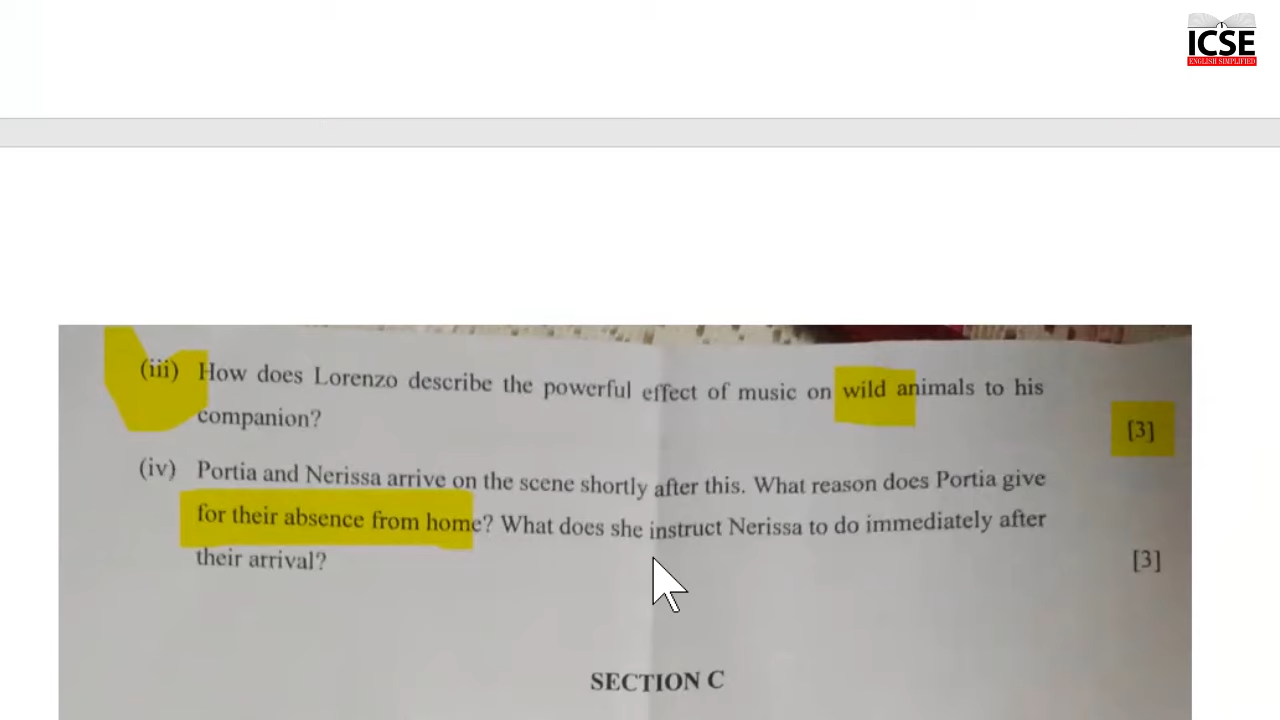 ICSE
ENGLISH SIMPLIFIED
(iii) How does Lorenzo describe the powerful effect of music on wild animals to his
companion?
[3]
(iv) Portia and Nerissa arrive on the scene shortly after this. What reason does Portia give
for their absence from home? What does she instruct Nerissa to do immediately after
their arrival?
[3]
SECTION C